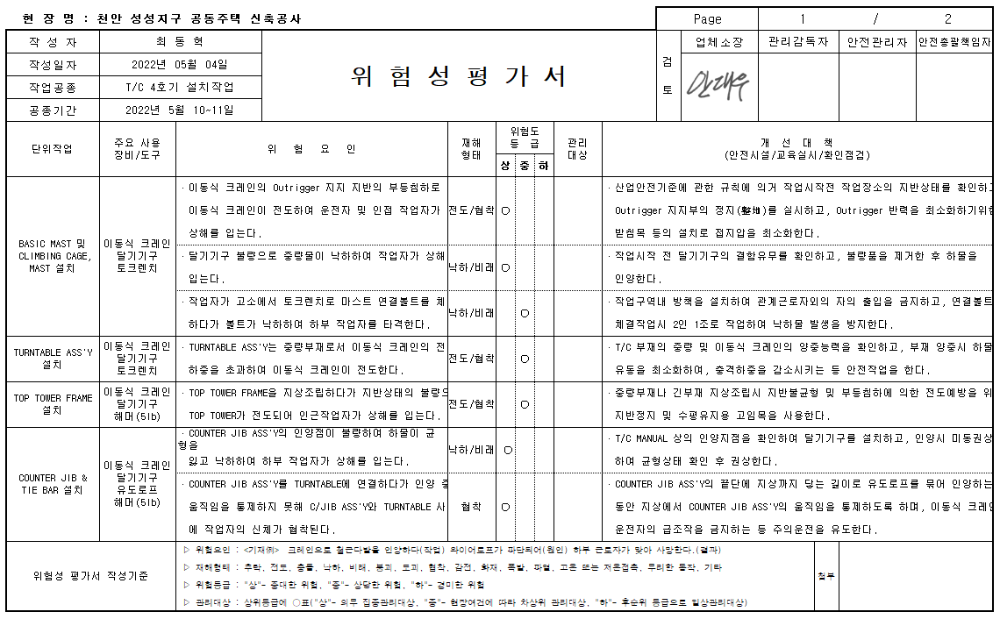 현 장 명 : 천안 성성지구 공동주택 신축공사
Page 1 / 2
작 성 자 최 동 혁
작성일자 2022년 05월 04일
작업공종 T/C 4호기 설치작업
공종기간 2022년 5월 10~11일
위 험 성 평 가 서
검
토
업체소장 관리감독자 안전관리자 안전총괄책임자
안대우
단위작업
주요 사용
장비/도구
위 험 요 인
재해
형태
위험도
등 급
상 중 하
관리
대상
개 선 대 책
(안전시설/교육실시/확인점검)
BASIC MAST 및
CLIMBING CAGE,
MAST 설치
이동식 크레인
달기기구
토크렌치
· 이동식 크레인의 Outrigger 지지 지반의 부등침하로
이동식 크레인이 전도하여 운전자 및 인접 작업자가
상해를 입는다.
전도/협착 ○
· 산업안전기준에 관한 규칙에 의거 작업시작전 작업장소의 지반상태를 확인하고
Outrigger 지지부의 정지(整地)를 실시하고, Outrigger 반력을 최소화하기위한
받침목 등의 설치로 접지압을 최소화한다.
· 달기기구 불량으로 중량물이 낙하하여 작업자가 상해
입는다.
낙하/비래 ○
· 작업시작 전 달기기구의 결함유무를 확인하고, 불량품을 제거한 후 하물을
인양한다.
· 작업자가 고소에서 토크렌치로 마스트 연결볼트를 체
하다가 볼트가 낙하하여 하부 작업자를 타격한다.
낙하/비래 ○
· 작업구역내 방책을 설치하여 관계근로자외의 자의 출입을 금지하고, 연결볼트
체결작업시 2인 1조로 작업하여 낙하물 발생을 방지한다.
TURNTABLE ASS'Y
설치
이동식 크레인
달기기구
토크렌치
· TURNTABLE ASS'Y는 중량부재로서 이동식 크레인의 전
하중을 초과하여 이동식 크레인이 전도한다.
전도/협착 ○
· T/C 부재의 중량 및 이동식 크레인의 양중능력을 확인하고, 부재 양중시 하물
유동을 최소화하여, 충격하중을 감소시키는 등 안전작업을 한다.
TOP TOWER FRAME
설치
이동식 크레인
달기기구
해머(5lb)
· TOP TOWER FRAME을 지상조립하다가 지반상태의 불량으
TOP TOWER가 전도되어 인근작업자가 상해를 입는다.
전도/협착 ○
· 중량부재나 긴부재 지상조립시 지반불균형 및 부등침하에 의한 전도예방을 위
지반정지 및 수평유지용 고임목을 사용한다.
COUNTER JIB &
TIE BAR 설치
이동식 크레인
달기기구
유도로프
해머(5lb)
· COUNTER JIB ASS'Y의 인양점이 불량하여 하물이 균
형을
잃고 낙하하여 하부 작업자가 상해를 입는다.
낙하/비래 ○
· T/C MANUAL 상의 인양지점을 확인하여 달기기구를 설치하고, 인양시 미동권상
하여 균형상태 확인 후 권상한다.
· COUNTER JIB ASS'Y를 TURNTABLE에 연결하다가 인양 중
움직임을 통제하지 못해 C/JIB ASS'Y와 TURNTABLE 사
에 작업자의 신체가 협착된다.
협착 ○
· COUNTER JIB ASS'Y의 끝단에 지상까지 닿는 길이로 유도로프를 묶어 인양하는
동안 지상에서 COUNTER JIB ASS'Y의 움직임을 통제하도록 하며, 이동식 크레인
운전자의 급조작을 금지하는 등 주의운전을 유도한다.
위험성 평가서 작성기준
▷ 위험요인 : <기재例> 크레인으로 철근다발을 인양하다(작업) 와이어로프가 파단되어(원인) 하부 근로자가 맞아 사망한다.(결과)
▷ 재해형태 : 추락, 전도, 충돌, 낙하, 비래, 붕괴, 도괴, 협착, 감전, 화재, 폭발, 파열, 고온 또는 저온접촉, 무리한 동작, 기타
▷ 위험등급 : "상"- 중대한 위험, "중"- 상당한 위험, "하"- 경미한 위험
▷ 관리대상 : 상위등급에 ○표("상"- 의무 집중관리대상, "중"- 현장여건에 따라 차상위 관리대상, "하"- 후순위 등급으로 일상관리대상)
첨부